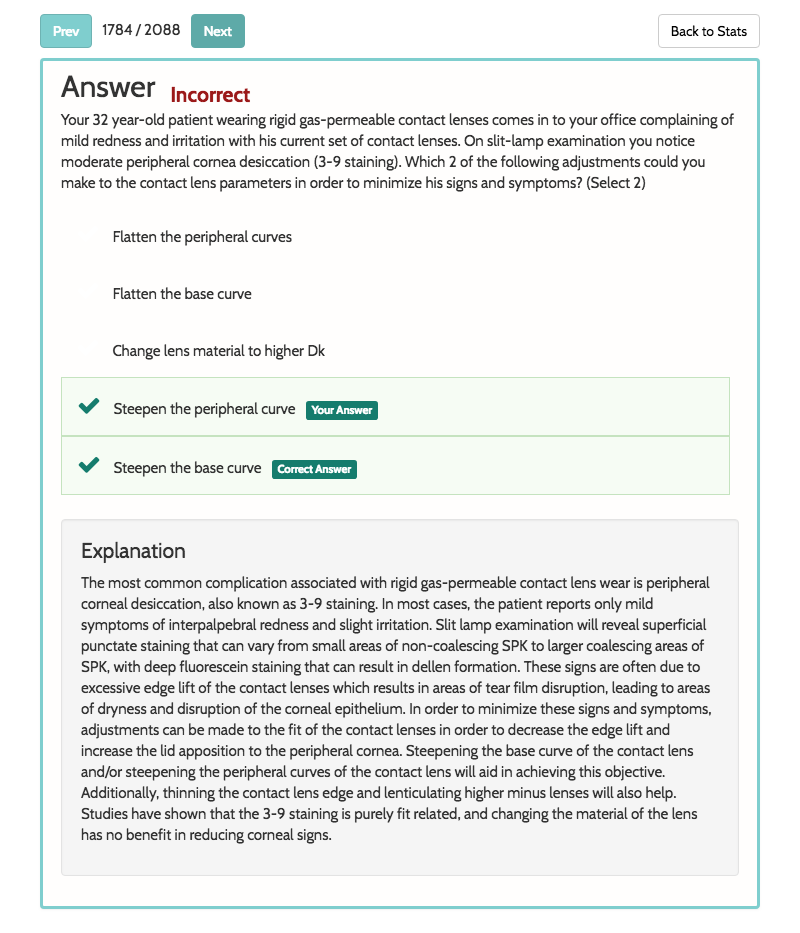 Prev 1784 / 2088 Next Back to Stats
Answer Incorrect
Your 32 year-old patient wearing rigid gas-permeable contact lenses comes in to your office complaining of
mild redness and irritation with his current set of contact lenses. On slit-lamp examination you notice
moderate peripheral cornea desiccation (3-9 staining). Which 2 of the following adjustments could you
make to the contact lens parameters in order to minimize his signs and symptoms? (Select 2)
Flatten the peripheral curves
Flatten the base curve
Change lens material to higher Dk
Steepen the peripheral curve Your Answer
Steepen the base curve Correct Answer
Explanation
The most common complication associated with rigid gas-permeable contact lens wear is peripheral
corneal desiccation, also known as 3-9 staining. In most cases, the patient reports only mild
symptoms of interpalpebral redness and slight irritation. Slit lamp examination will reveal superficial
punctate staining that can vary from small areas of non-coalescing SPK to larger coalescing areas of
SPK, with deep fluorescein staining that can result in dellen formation. These signs are often due to
excessive edge lift of the contact lenses which results in areas of tear film disruption, leading to areas
of dryness and disruption of the corneal epithelium. In order to minimize these signs and symptoms,
adjustments can be made to the fit of the contact lenses in order to decrease the edge lift and
increase the lid apposition to the peripheral cornea. Steepening the base curve of the contact lens
and/or steepening the peripheral curves of the contact lens will aid in achieving this objective.
Additionally, thinning the contact lens edge and lenticulating higher minus lenses will also help.
Studies have shown that the 3-9 staining is purely fit related, and changing the material of the lens
has no benefit in reducing corneal signs.